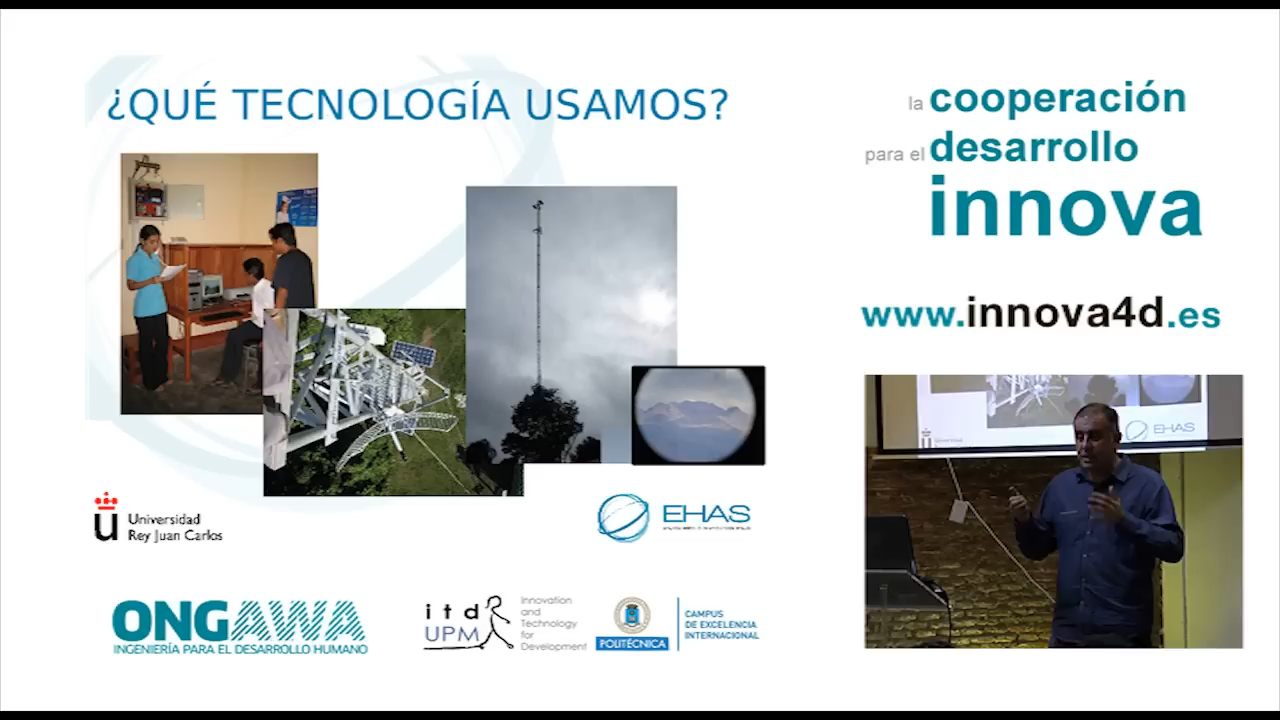 ¿QUÉ TECNOLOGÍA USAMOS?
la cooperación
para el desarrollo
innova
www.innova4d.es
EHAS
Universidad
Rey Juan Carlos
EHAS
ONGAWA
INGENIERÍA PARA EL DESARROLLO HUMANO
itd
UPM
Innovation
and
Technology
for
Development
POLITÉCNICA
CAMPUS
DE EXCELENCIA
INTERNACIONAL